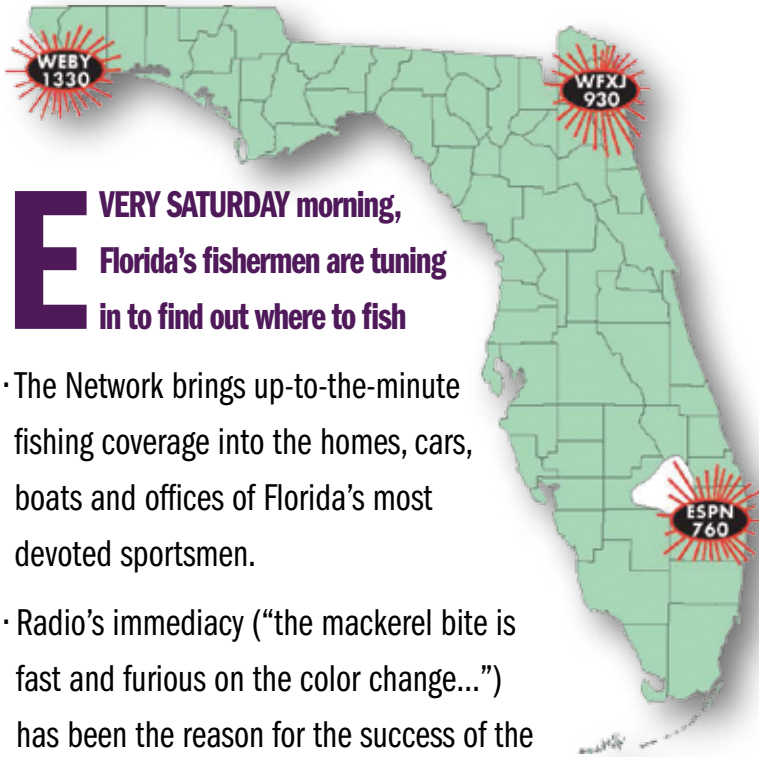 WEBY
1330
WFXJ
930
EVERY SATURDAY morning,
Florida’s fishermen are tuning
in to find out where to fish
· The Network brings up-to-the-minute
fishing coverage into the homes, cars,
boats and offices of Florida’s most
devoted sportsmen.
ESPN
760
· Radio’s immediacy (“the mackerel bite is
fast and furious on the color change...”)
has been the reason for the success of the